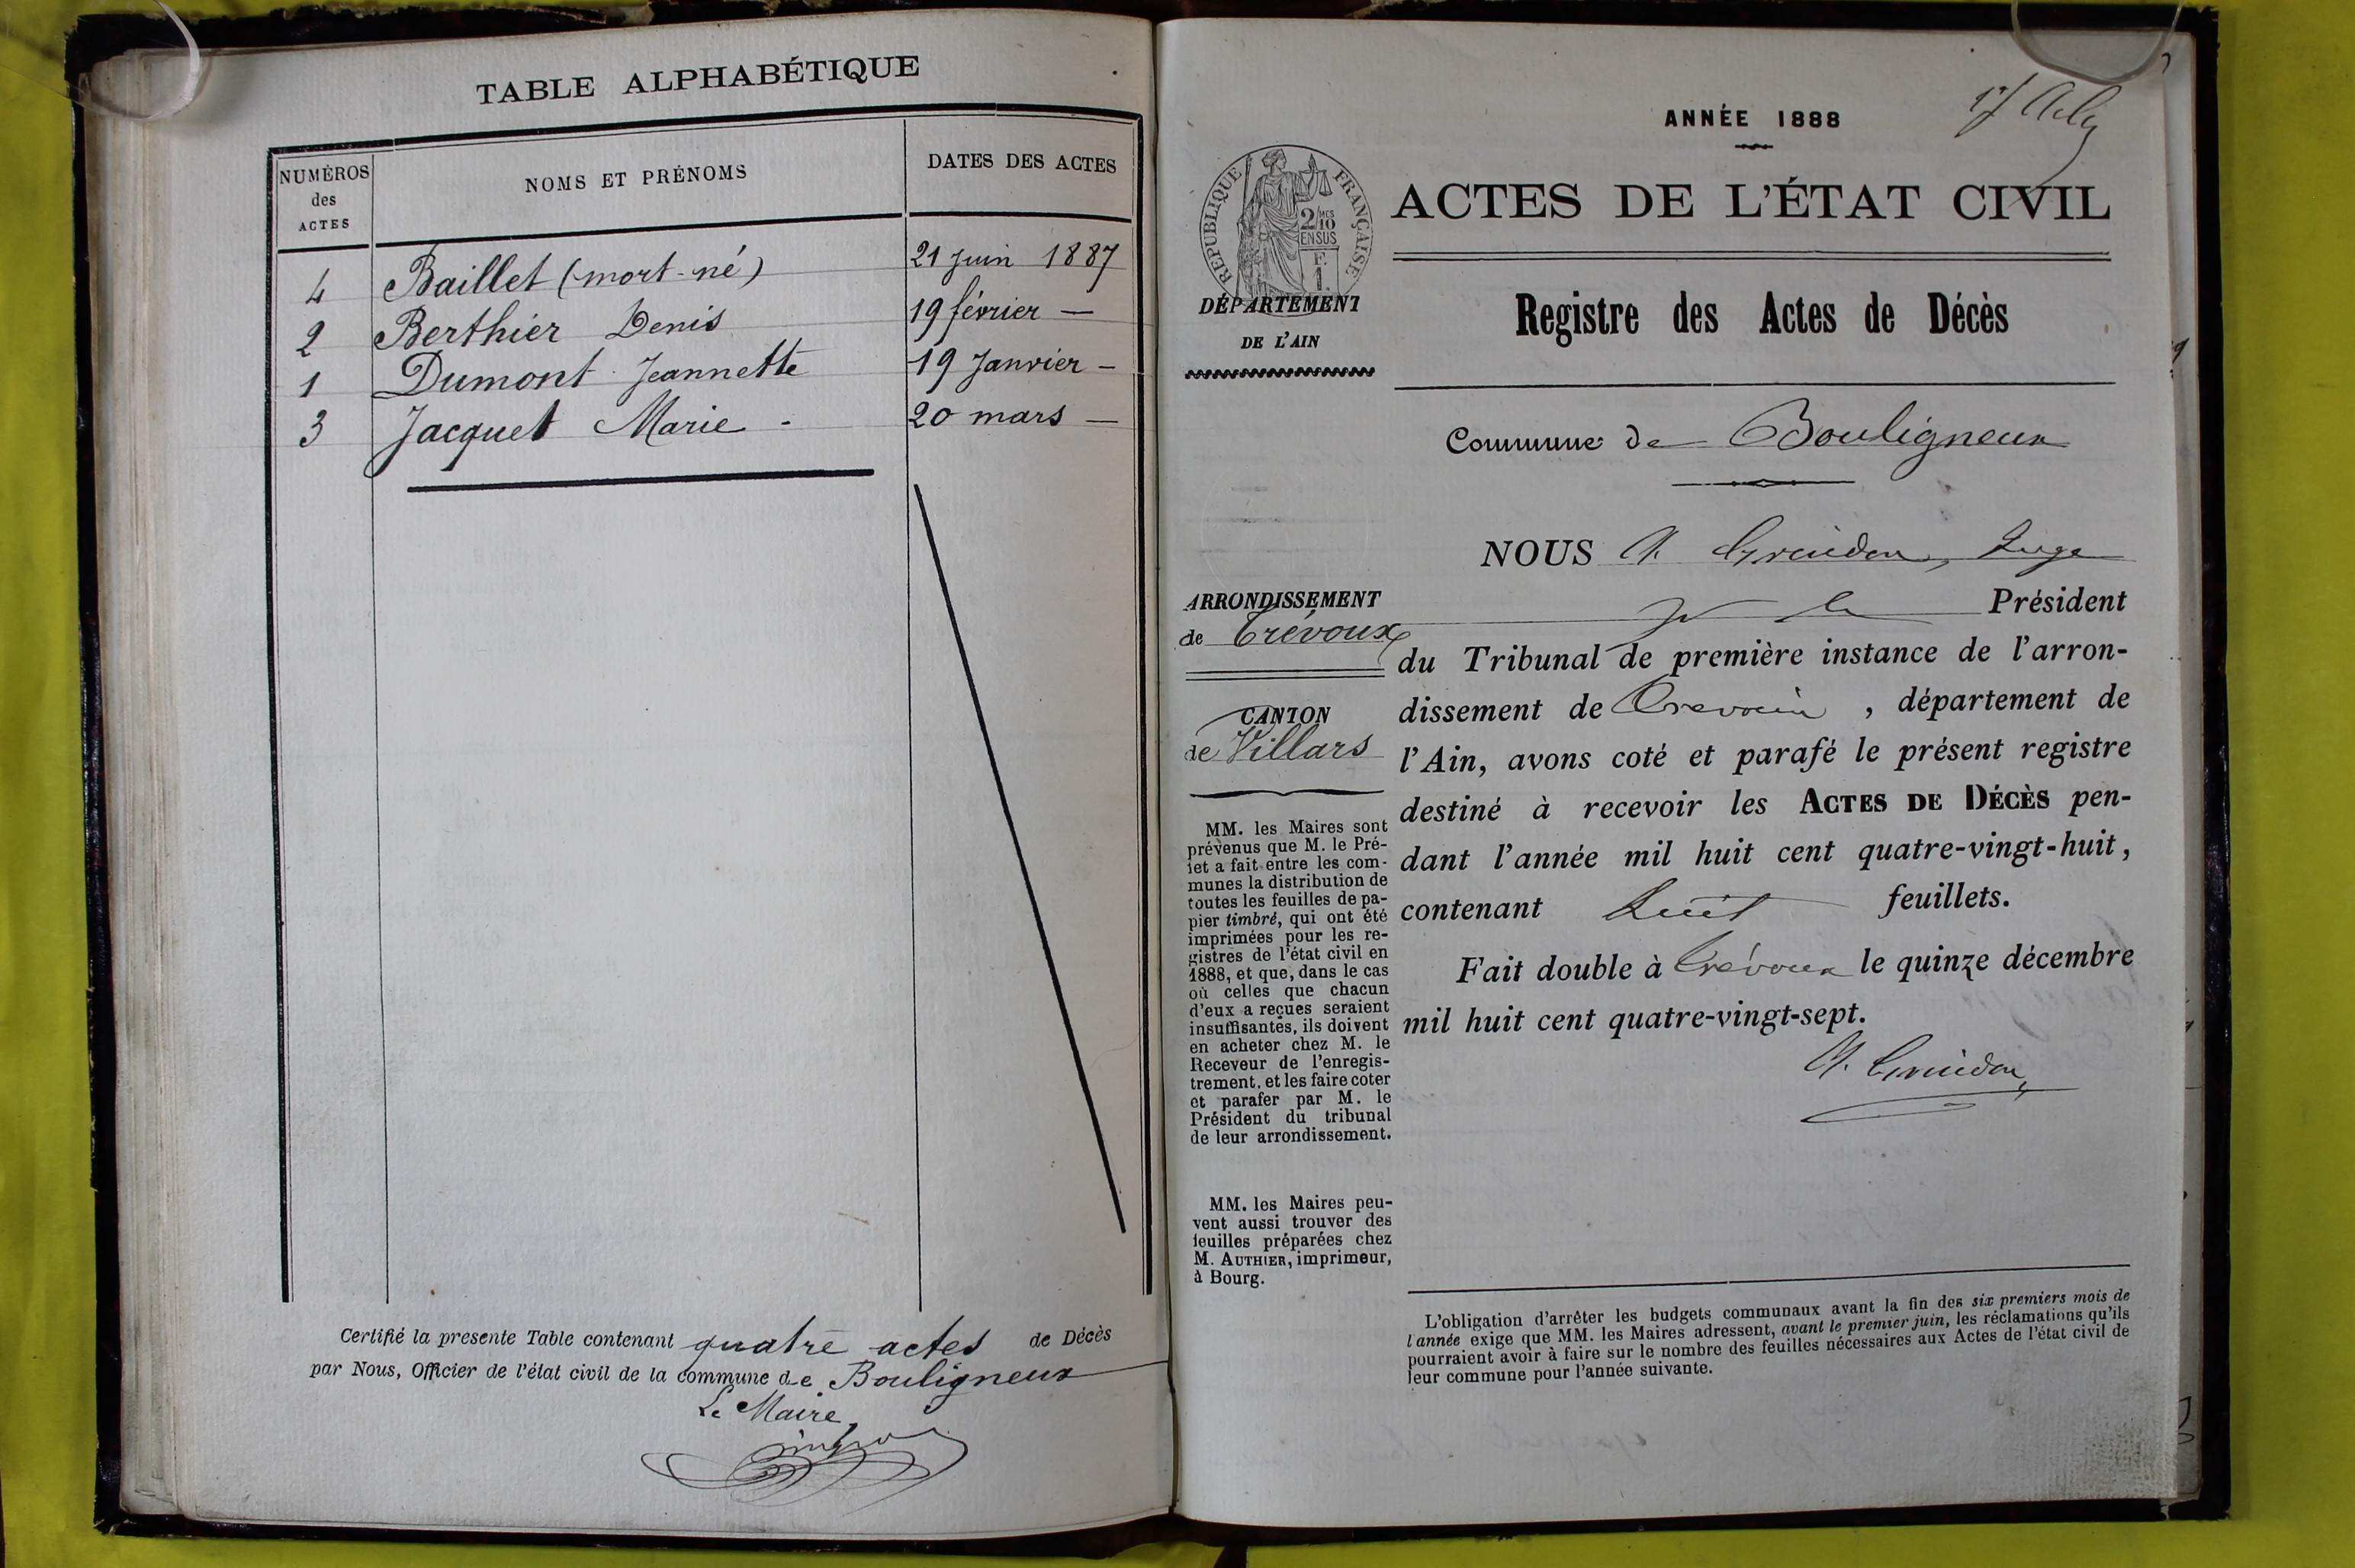 TABLE ALPHABÉTIQUE
NUMÉROS des ACTES
NOMS ET PRÉNOMS
DATES DES ACTES
4 Baillet (mort-né) 21 juin 1887
2 Berthier Denis 19 février —
1 Dumont Jeannette 19 Janvier —
3 Jacquet Marie - 20 mars —
Certifié la presente Table contenant quatre actes de Décès
par Nous, Officier de l'état civil de la commune de Bouligneux
Le Maire,
ANNÉE 1888
RÉPUBLIQUE FRANÇAISE
2/10 MES
EN SUS
F.
1.
ACTES DE L'ÉTAT CIVIL
DÉPARTEMENT
DE L'AIN
Registre des Actes de Décès
Commune de Bouligneux
ARRONDISSEMENT
de Trévoux
CANTON
de Villars
MM. les Maires sont
prévenus que M. le Pré-
fet a fait entre les com-
munes la distribution de
toutes les feuilles de pa-
pier timbré, qui ont été
imprimées pour les re-
gistres de l'état civil en
1888, et que, dans le cas
où celles que chacun
d'eux a reçues seraient
insuffisantes, ils doivent
en acheter chez M. le
Receveur de l'enregis-
trement, et les faire coter
et parafer par M. le
Président du tribunal
de leur arrondissement.
MM. les Maires peu-
vent aussi trouver des
feuilles préparées chez
M. AUTHIER, imprimeur,
à Bourg.
NOUS Juge
Président
du Tribunal de première instance de l'arron-
dissement de Trévoux, département de
l'Ain, avons coté et parafé le présent registre
destiné à recevoir les ACTES DE DÉCÈS pen-
dant l'année mil huit cent quatre-vingt-huit,
contenant huit feuillets.
Fait double à Trévoux le quinze décembre
mil huit cent quatre-vingt-sept.
L'obligation d'arrêter les budgets communaux avant la fin des six premiers mois de
l'année exige que MM. les Maires adressent, avant le premier juin, les réclamations qu'ils
pourraient avoir à faire sur le nombre des feuilles nécessaires aux Actes de l'état civil de
leur commune pour l'année suivante.